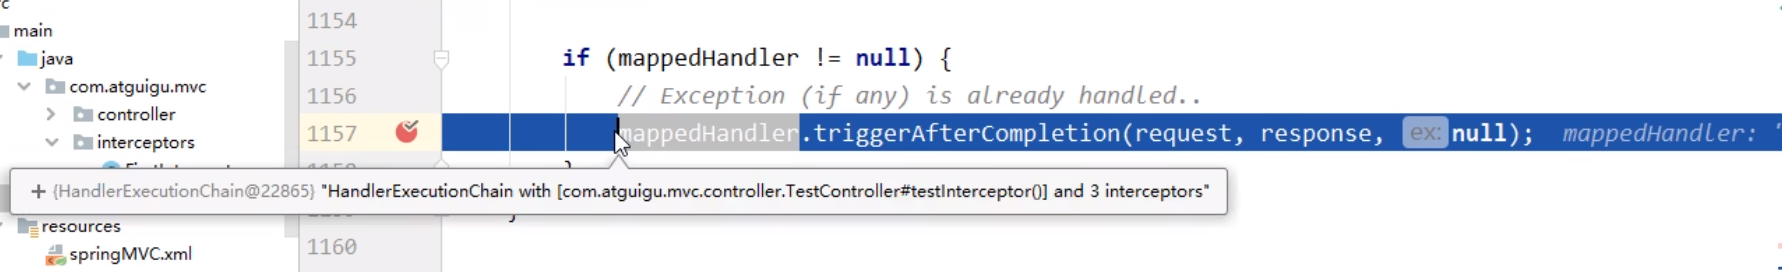 main
java
com.atguigu.mvc
controller
interceptors
resources
springMVC.xml
1154
1155 if (mappedHandler != null) {
1156 // Exception (if any) is already handled..
1157 mappedHandler.triggerAfterCompletion(request, response, ex: null); mappedHandler: "
+ {HandlerExecutionChain@22865} "HandlerExecutionChain with [com.atguigu.mvc.controller.TestController#testInterceptor()] and 3 interceptors"
1160